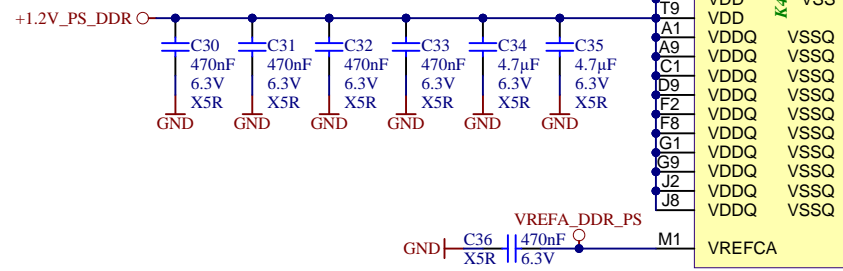 T9 VDD VSS
+1.2V_PS_DDR VDD K4
A1 VDDQ VSSQ
C30 C31 C32 C33 C34 C35 A9 VDDQ VSSQ
470nF 470nF 470nF 470nF 4.7µF 4.7µF C1 VDDQ VSSQ
6.3V 6.3V 6.3V 6.3V 6.3V 6.3V D9 VDDQ VSSQ
X5R X5R X5R X5R X5R X5R F2 VDDQ VSSQ
GND GND GND GND GND GND F8 VDDQ VSSQ
G1 VDDQ VSSQ
G9 VDDQ VSSQ
J2 VDDQ VSSQ
J8 VDDQ VSSQ
VREFA_DDR_PS
GND C36 470nF M1 VREFCA
X5R 6.3V